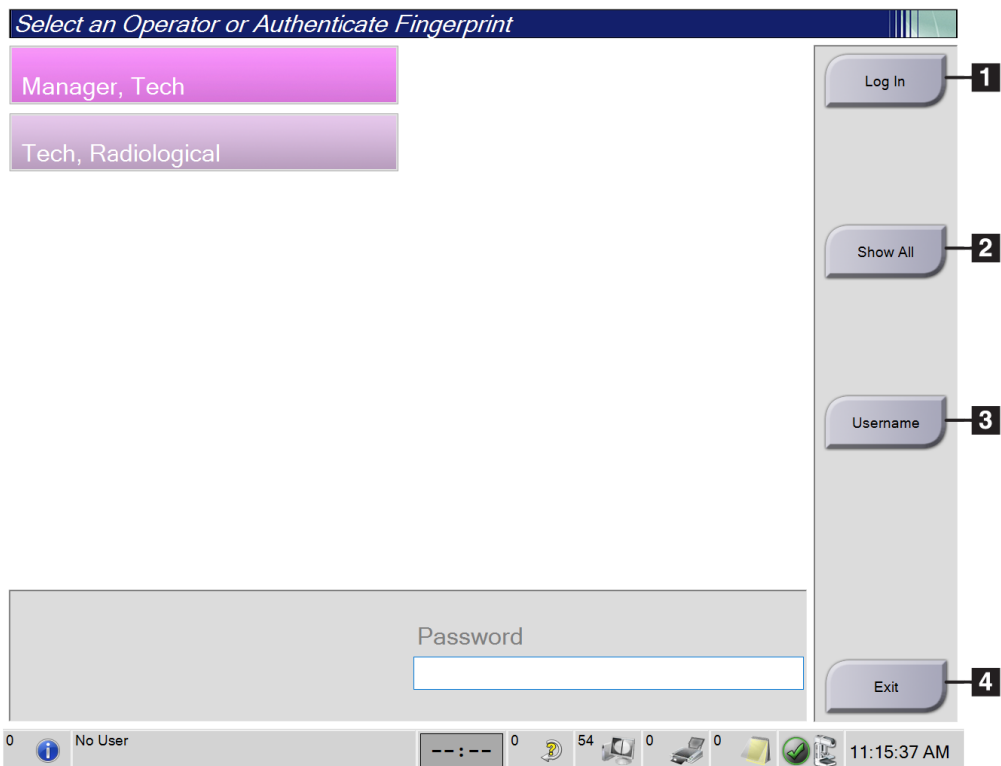 Select an Operator or Authenticate Fingerprint
Manager, Tech
Tech, Radiological
Log In
1
Show All
2
Username
3
Password
Exit
4
0 No User --:-- 0 54 0 0 11:15:37 AM